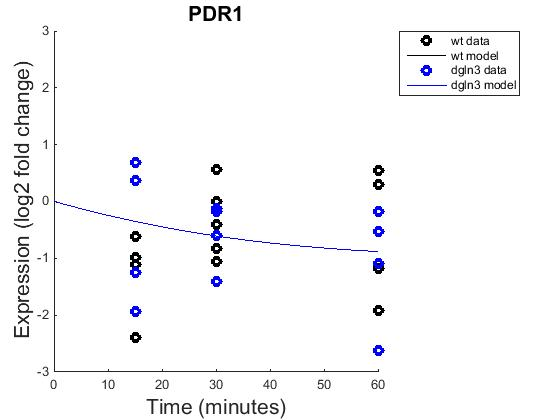 PDR1
Expression (log2 fold change)
3
2
1
0
-1
-2
-3
0
10
20
30
40
50
60
Time (minutes)
wt data
wt model
dgln3 data
dgln3 model